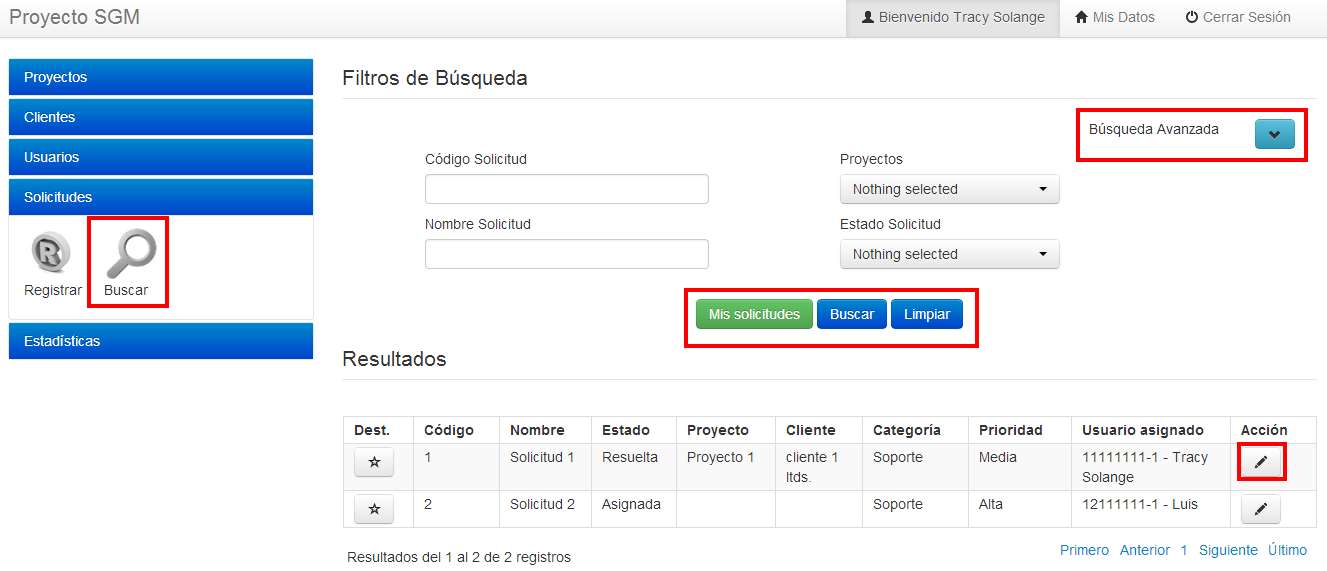 Proyecto SGM
Bienvenido Tracy Solange
Mis Datos
Cerrar Sesión
Proyectos
Clientes
Usuarios
Solicitudes
R
Registrar
Buscar
Estadísticas
Filtros de Búsqueda
Búsqueda Avanzada
Código Solicitud
Proyectos
Nothing selected
Nombre Solicitud
Estado Solicitud
Nothing selected
Mis solicitudes
Buscar
Limpiar
Resultados
Dest. Código Nombre Estado Proyecto Cliente Categoría Prioridad Usuario asignado Acción
1 Solicitud 1 Resuelta Proyecto 1 cliente 1 Soporte Media 11111111-1 - Tracy
ltds. Solange
2 Solicitud 2 Asignada Soporte Alta 12111111-1 - Luis
Resultados del 1 al 2 de 2 registros
Primero Anterior 1 Siguiente Último